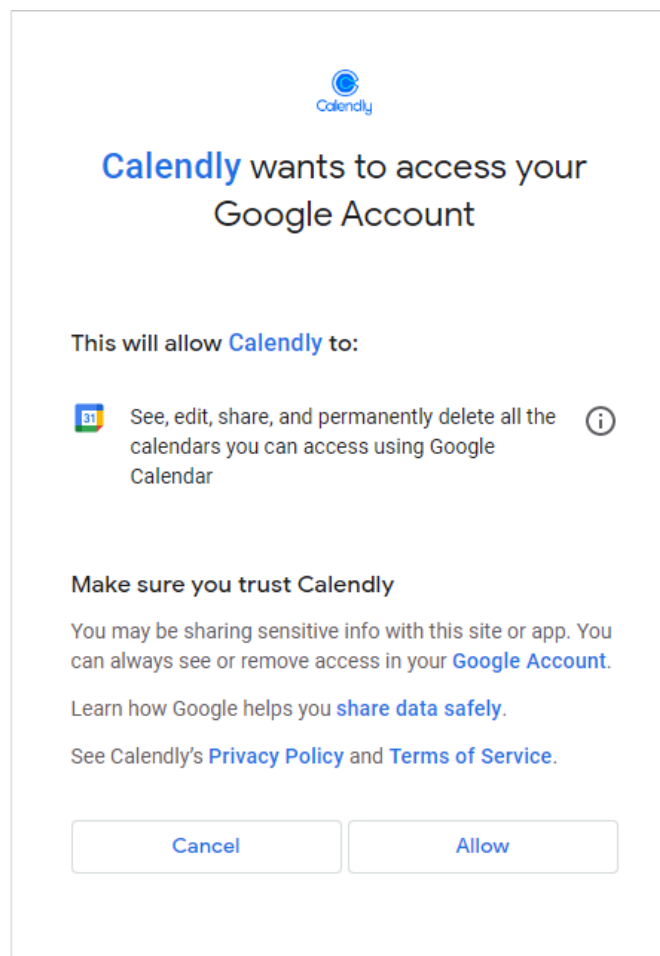 Calendly
Calendly wants to access your
Google Account
This will allow Calendly to:
31
See, edit, share, and permanently delete all the
calendars you can access using Google
Calendar
Make sure you trust Calendly
You may be sharing sensitive info with this site or app. You
can always see or remove access in your Google Account.
Learn how Google helps you share data safely.
See Calendly's Privacy Policy and Terms of Service.
Cancel
Allow